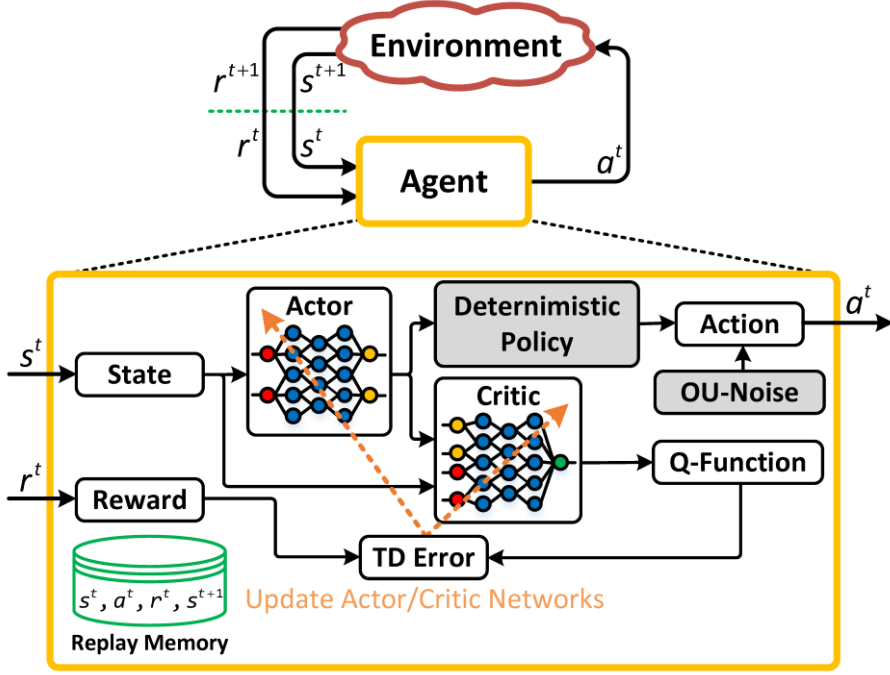 Environment
r^{t+1}
s^{t+1}
r^t
s^t
a^t
Agent
Actor
Deternimistic
Policy
Action
a^t
s^t
State
Critic
OU-Noise
r^t
Reward
Q-Function
TD Error
s^t, a^t, r^t, s^{t+1}
Update Actor/Critic Networks
Replay Memory